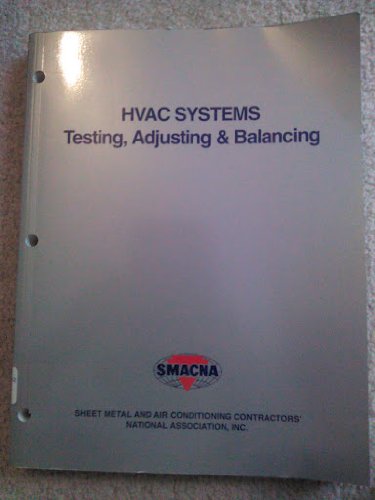 HVAC SYSTEMS
Testing, Adjusting & Balancing
SMACNA
SHEET METAL AND AIR CONDITIONING CONTRACTORS'
NATIONAL ASSOCIATION, INC.